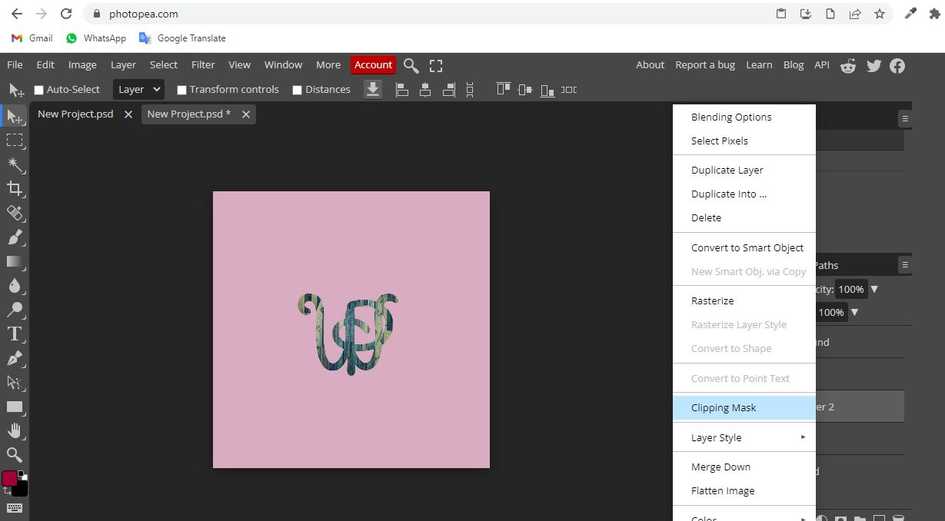 photopea.com
Gmail WhatsApp Google Translate
File Edit Image Layer Select Filter View Window More Account About Report a bug Learn Blog API
Auto-Select Layer Transform controls Distances
New Project.psd New Project.psd *
Blending Options
Select Pixels
Duplicate Layer
Duplicate Into ...
Delete
Convert to Smart Object
Paths
New Smart Obj. via Copy
city: 100%
Rasterize
100%
Rasterize Layer Style
Convert to Shape
und
Convert to Point Text
Clipping Mask
er 2
Layer Style
Merge Down
d
Flatten Image
Color